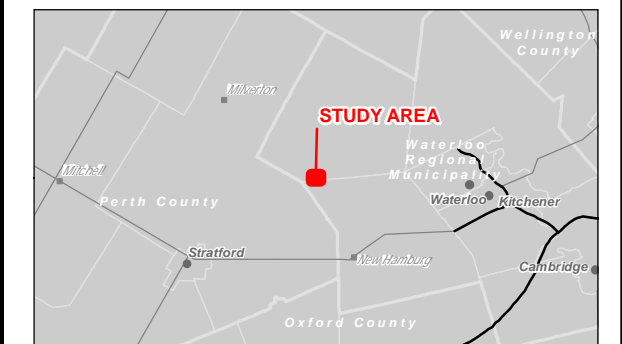 Wellington
County
Milverton
STUDY AREA
Waterloo
Regional
Municipality
Mitchell
Perth County
Waterloo
Kitchener
Stratford
New Hamburg
Cambridge
Oxford County